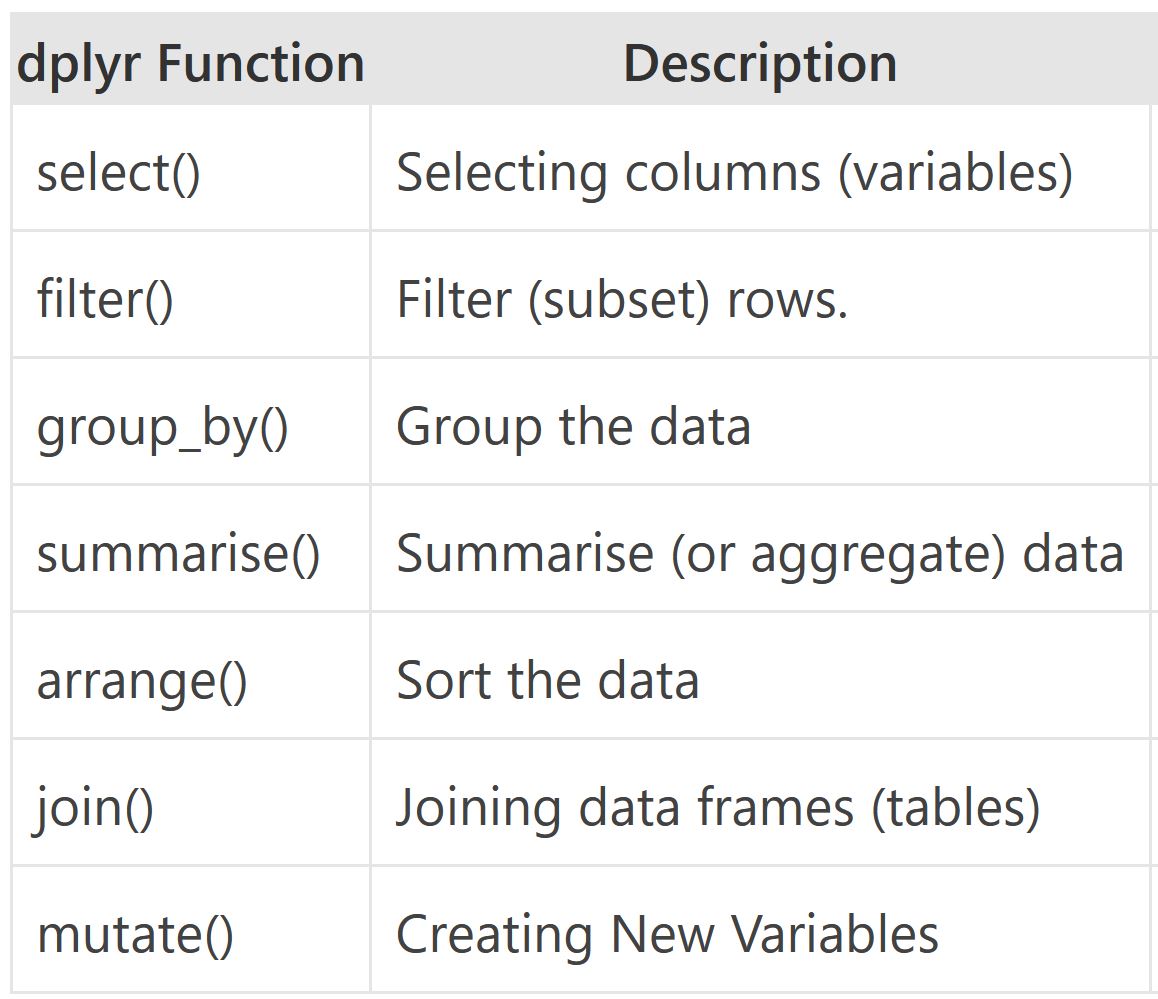 dplyr Function Description
select() Selecting columns (variables)
filter() Filter (subset) rows.
group_by() Group the data
summarise() Summarise (or aggregate) data
arrange() Sort the data
join() Joining data frames (tables)
mutate() Creating New Variables